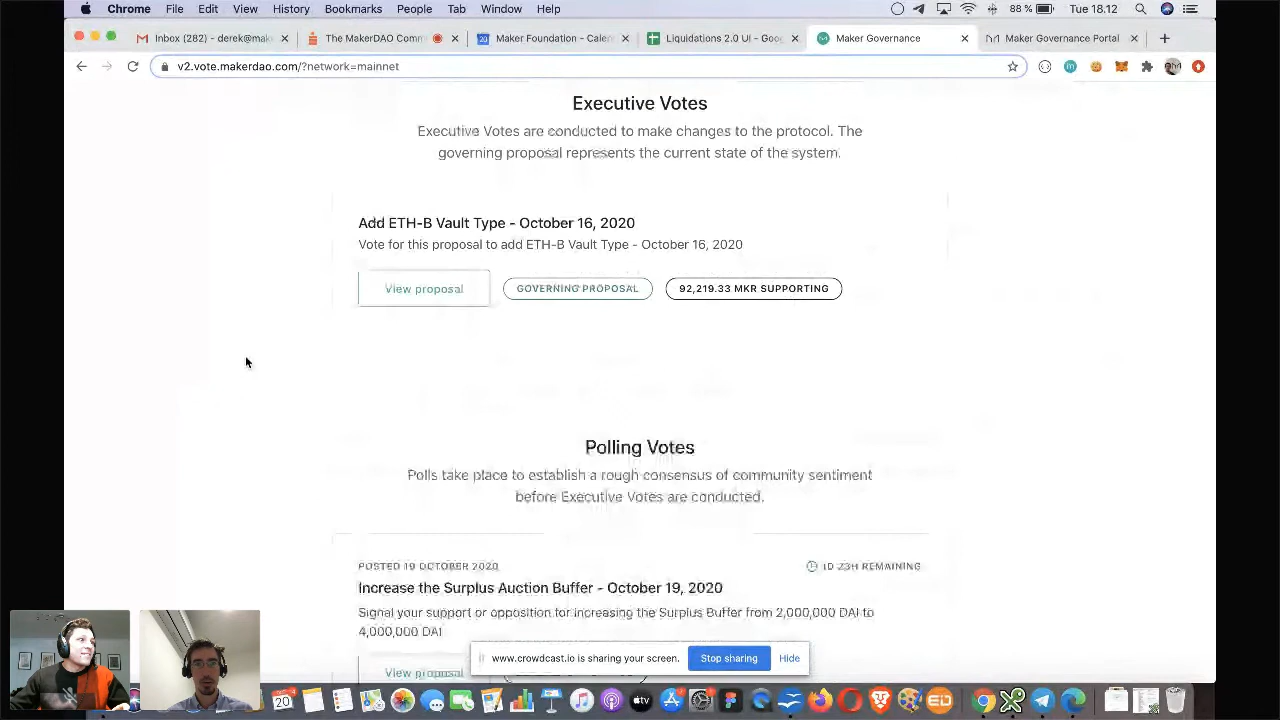 Chrome File Edit View History Bookmarks People Tab Window Help 88 % Tue 18.12
Inbox (282) - derek@mak
The MakerDAO Comm
Maker Foundation - Calen
Liquidations 2.0 UI - Goog
Maker Governance
Maker Governance Portal
v2.vote.makerdao.com/?network=mainnet
Executive Votes
Executive Votes are conducted to make changes to the protocol. The
governing proposal represents the current state of the system.
Add ETH-B Vault Type - October 16, 2020
Vote for this proposal to add ETH-B Vault Type - October 16, 2020
View proposal GOVERNING PROPOSAL 92,219.33 MKR SUPPORTING
Polling Votes
Polls take place to establish a rough consensus of community sentiment
before Executive Votes are conducted.
POSTED 19 OCTOBER 2020 1D 23H REMAINING
Increase the Surplus Auction Buffer - October 19, 2020
Signal your support or opposition for increasing the Surplus Buffer from 2,000,000 DAI to
4,000,000 DAI
www.crowdcast.io is sharing your screen. Stop sharing Hide
View proposal
20
tv